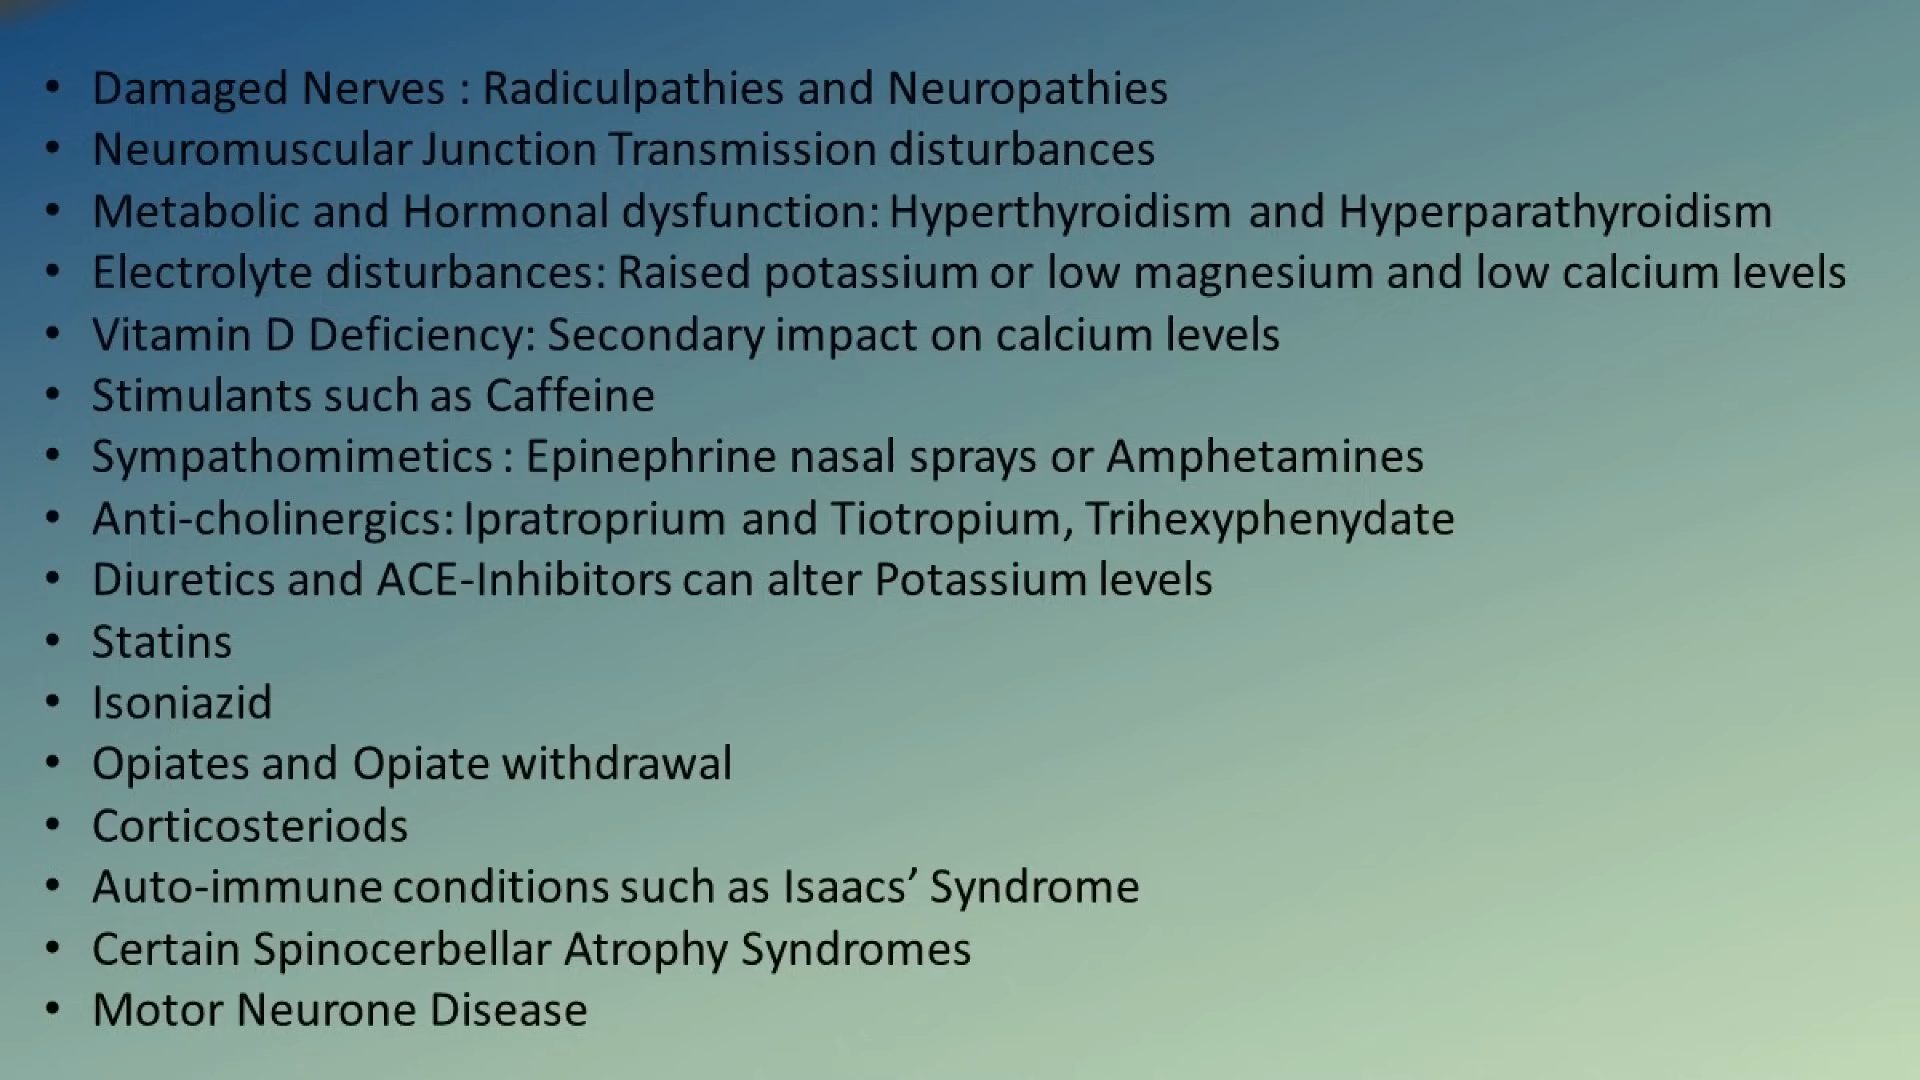 • Damaged Nerves : Radiculpathies and Neuropathies
• Neuromuscular Junction Transmission disturbances
• Metabolic and Hormonal dysfunction: Hyperthyroidism and Hyperparathyroidism
• Electrolyte disturbances: Raised potassium or low magnesium and low calcium levels
• Vitamin D Deficiency: Secondary impact on calcium levels
• Stimulants such as Caffeine
• Sympathomimetics : Epinephrine nasal sprays or Amphetamines
• Anti-cholinergics: Ipratroprium and Tiotropium, Trihexyphenydate
• Diuretics and ACE-Inhibitors can alter Potassium levels
• Statins
• Isoniazid
• Opiates and Opiate withdrawal
• Corticosteriods
• Auto-immune conditions such as Isaacs’ Syndrome
• Certain Spinocerbellar Atrophy Syndromes
• Motor Neurone Disease